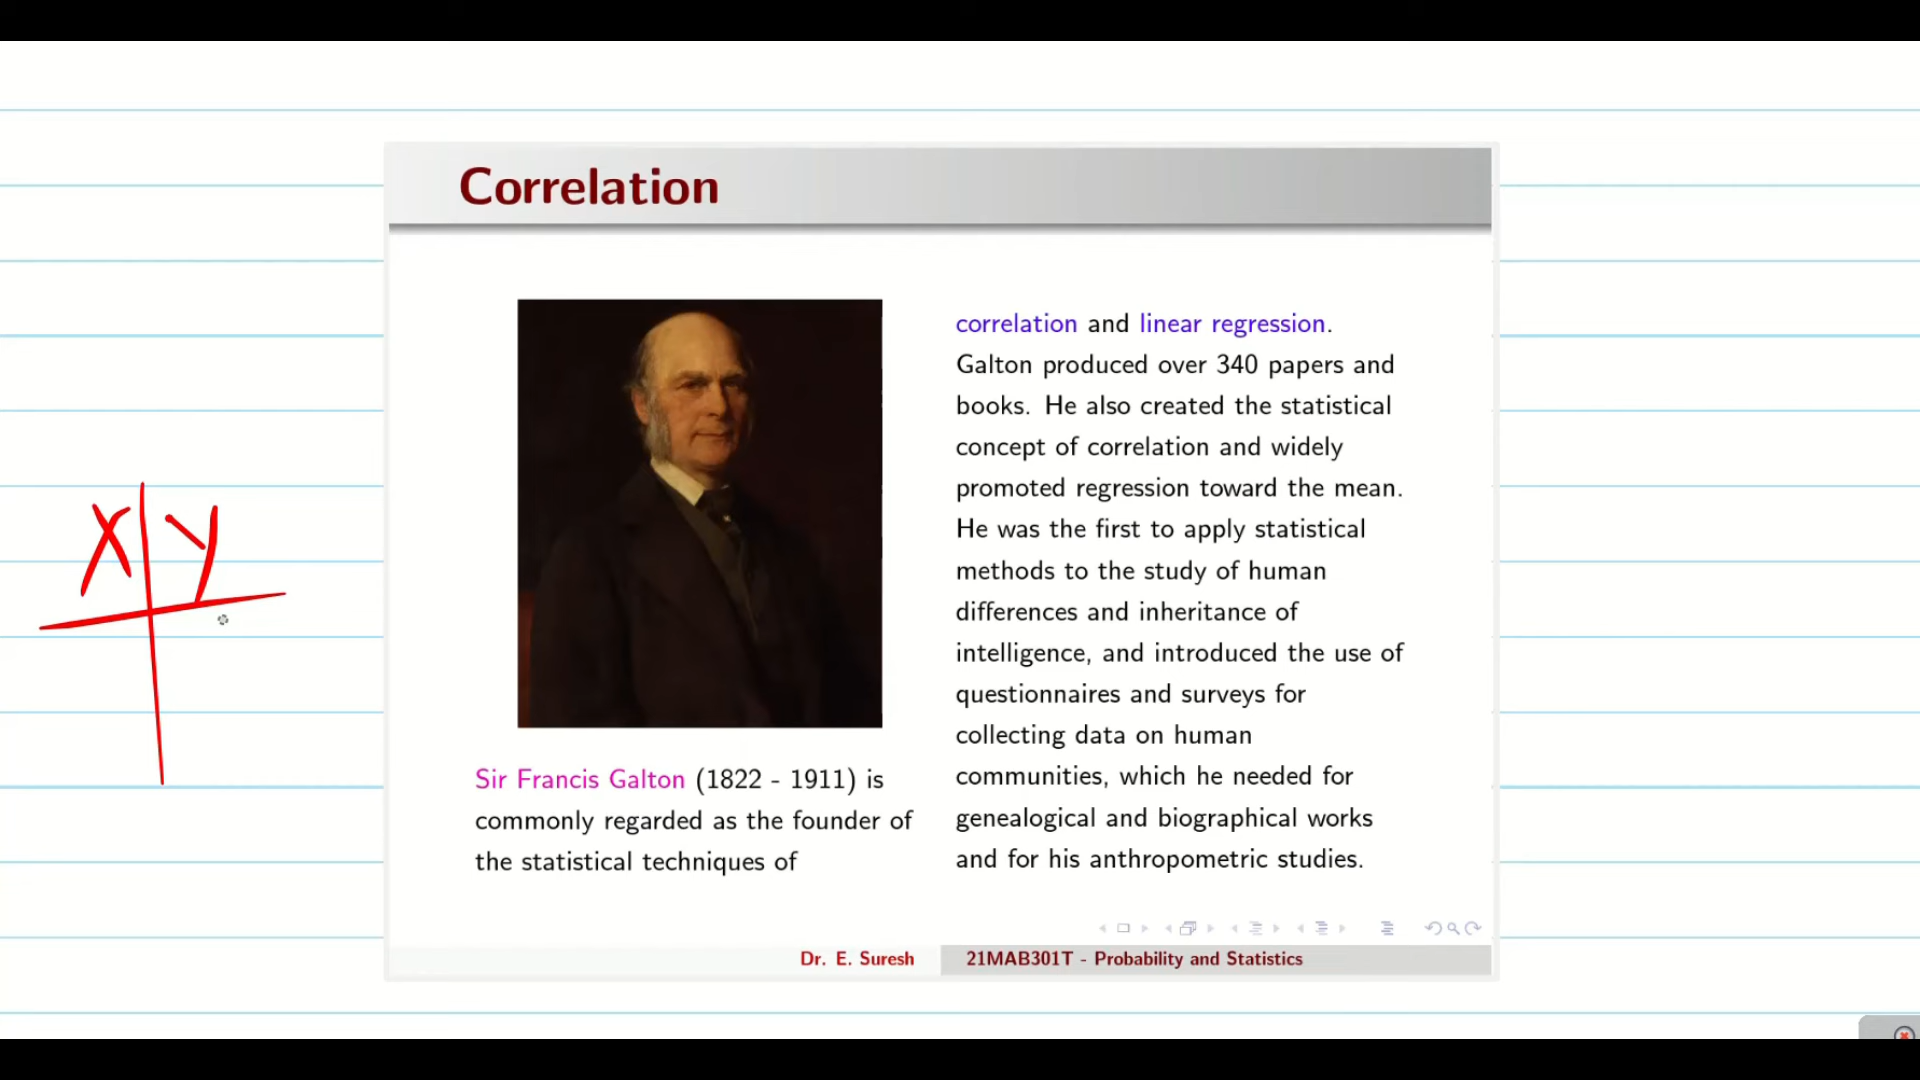 Correlation
X Y
Sir Francis Galton (1822 - 1911) is
commonly regarded as the founder of
the statistical techniques of
correlation and linear regression.
Galton produced over 340 papers and
books. He also created the statistical
concept of correlation and widely
promoted regression toward the mean.
He was the first to apply statistical
methods to the study of human
differences and inheritance of
intelligence, and introduced the use of
questionnaires and surveys for
collecting data on human
communities, which he needed for
genealogical and biographical works
and for his anthropometric studies.
Dr. E. Suresh 21MAB301T - Probability and Statistics